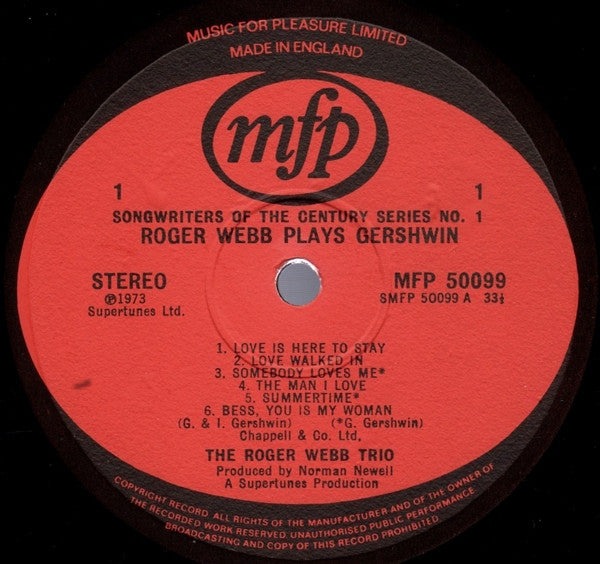 MUSIC FOR PLEASURE LIMITED
MADE IN ENGLAND
mfp
1 1
SONGWRITERS OF THE CENTURY SERIES NO. 1
ROGER WEBB PLAYS GERSHWIN
STEREO MFP 50099
℗1973 SMFP 50099 A 33⅓
Supertunes Ltd.
1. LOVE IS HERE TO STAY
2. LOVE WALKED IN
3. SOMEBODY LOVES ME*
4. THE MAN I LOVE
5. SUMMERTIME*
6. BESS, YOU IS MY WOMAN
(G. & I. Gershwin) (*G. Gershwin)
Chappell & Co. Ltd.
THE ROGER WEBB TRIO
Produced by Norman Newell
A Supertunes Production
COPYRIGHT RECORD. ALL RIGHTS OF THE MANUFACTURER AND OF THE OWNER OF
THE RECORDED WORK RESERVED. UNAUTHORISED PUBLIC PERFORMANCE
BROADCASTING AND COPY OF THIS RECORD PROHIBITED.